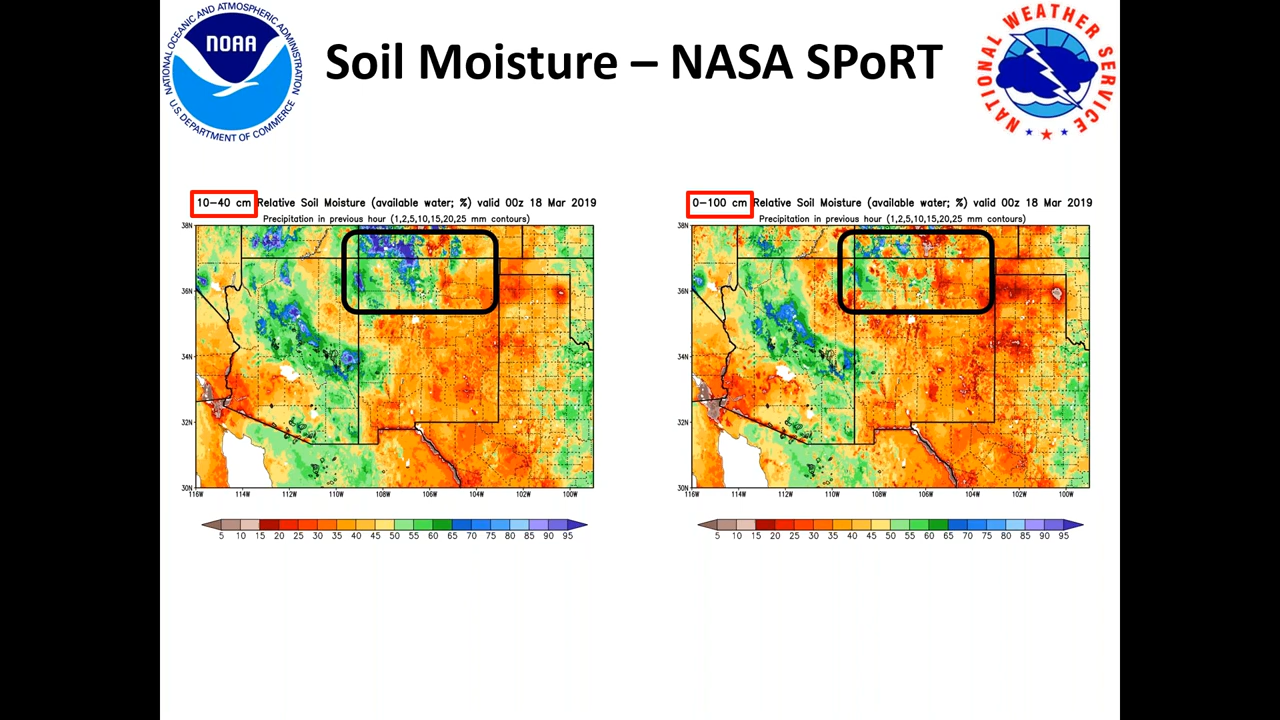 NOAA
NATIONAL OCEANIC AND ATMOSPHERIC ADMINISTRATION
U.S. DEPARTMENT OF COMMERCE
Soil Moisture – NASA SPoRT
NATIONAL WEATHER SERVICE
10–40 cm Relative Soil Moisture (available water; %) valid 00z 18 Mar 2019
Precipitation in previous hour (1,2,5,10,15,20,25 mm contours)
38N
36N
34N
32N
30N
116W 114W 112W 110W 108W 106W 104W 102W 100W
5 10 15 20 25 30 35 40 45 50 55 60 65 70 75 80 85 90 95
0–100 cm Relative Soil Moisture (available water; %) valid 00z 18 Mar 2019
Precipitation in previous hour (1,2,5,10,15,20,25 mm contours)
38N
36N
34N
32N
30N
116W 114W 112W 110W 108W 106W 104W 102W 100W
5 10 15 20 25 30 35 40 45 50 55 60 65 70 75 80 85 90 95